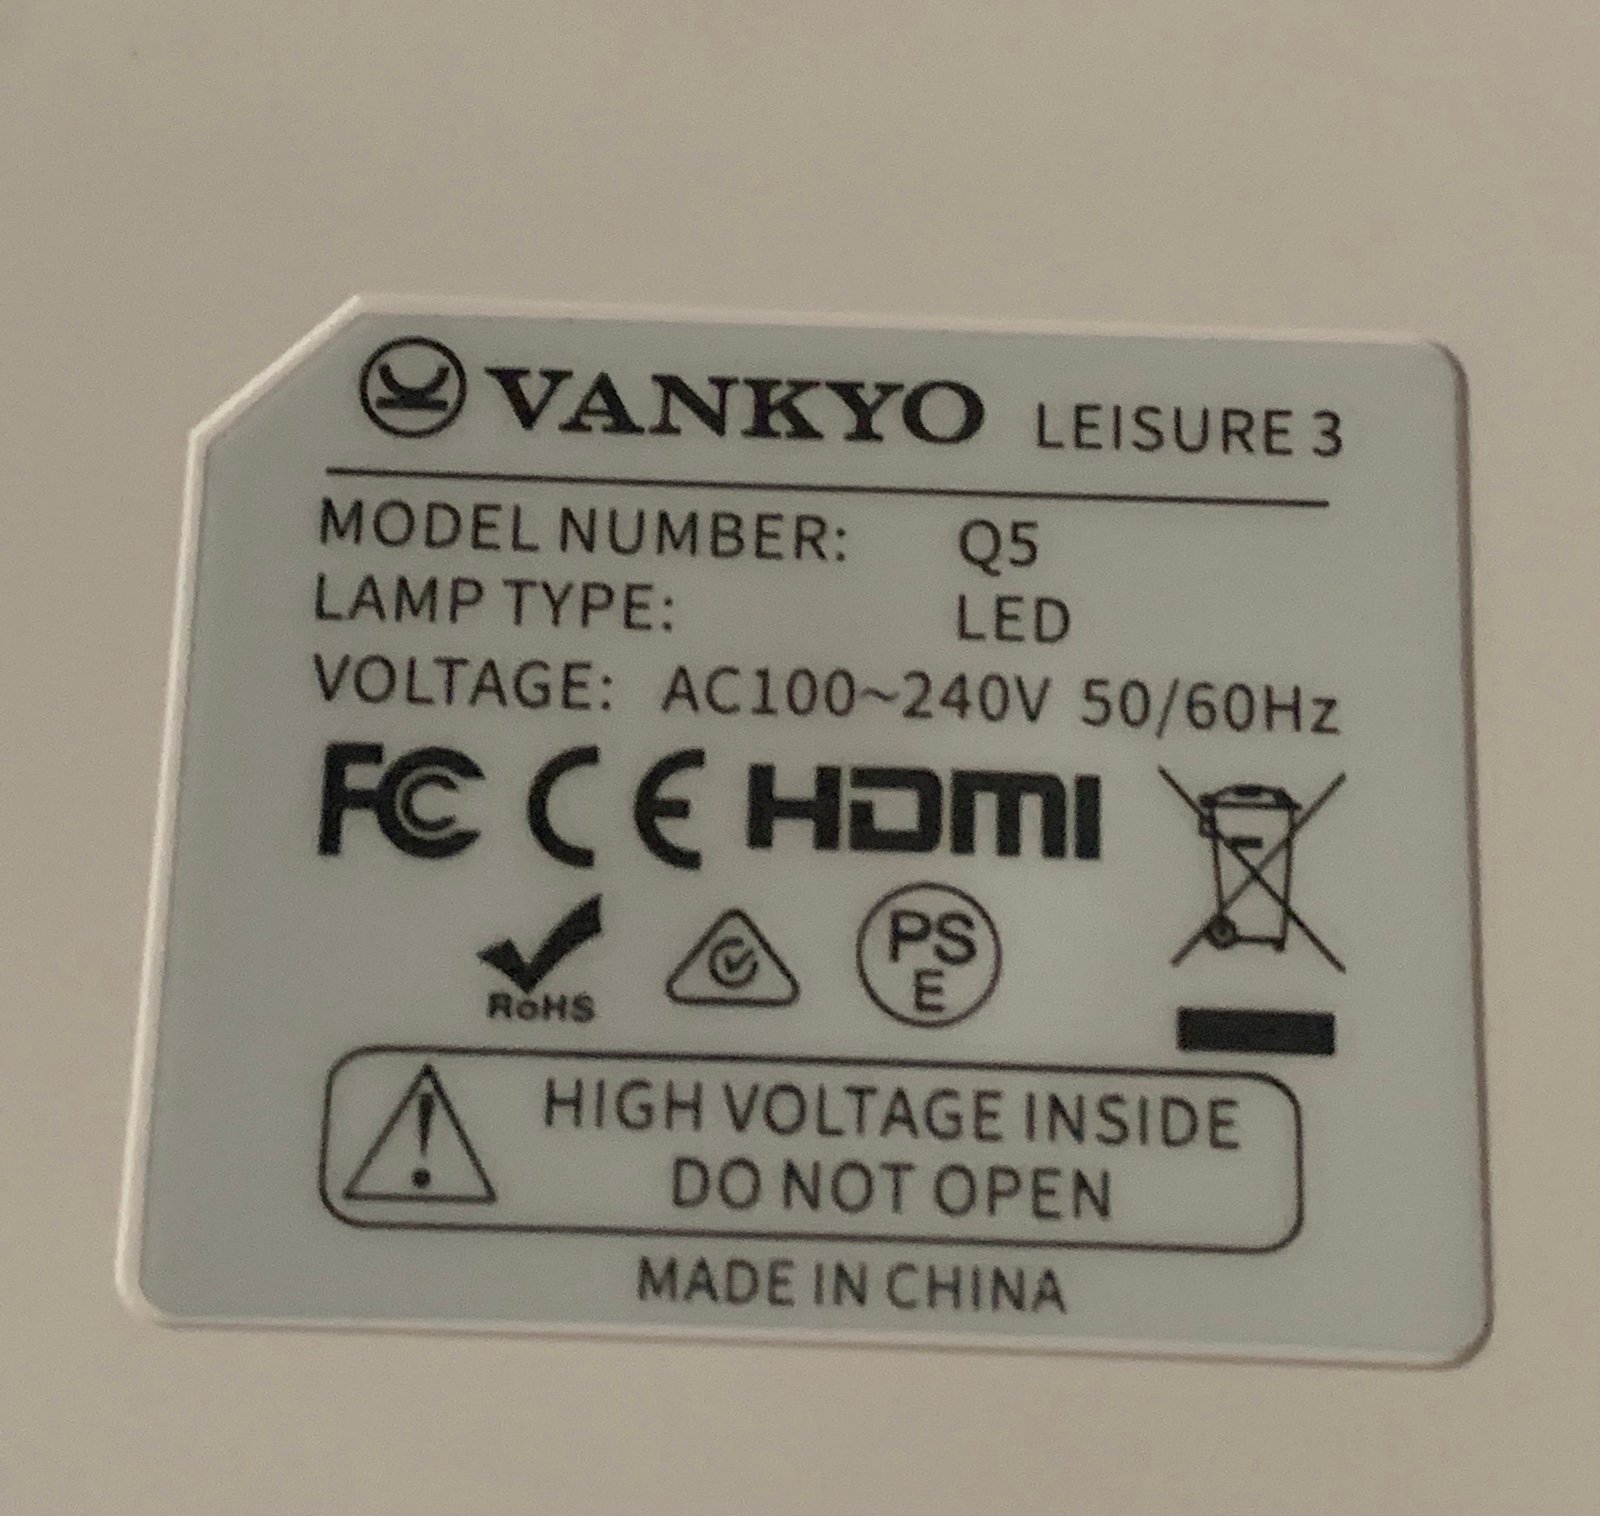 VANKYO LEISURE 3
MODEL NUMBER: Q5
LAMP TYPE: LED
VOLTAGE: AC100~240V 50/60Hz
FC CE HDMI
RoHS PSE
HIGH VOLTAGE INSIDE
DO NOT OPEN
MADE IN CHINA